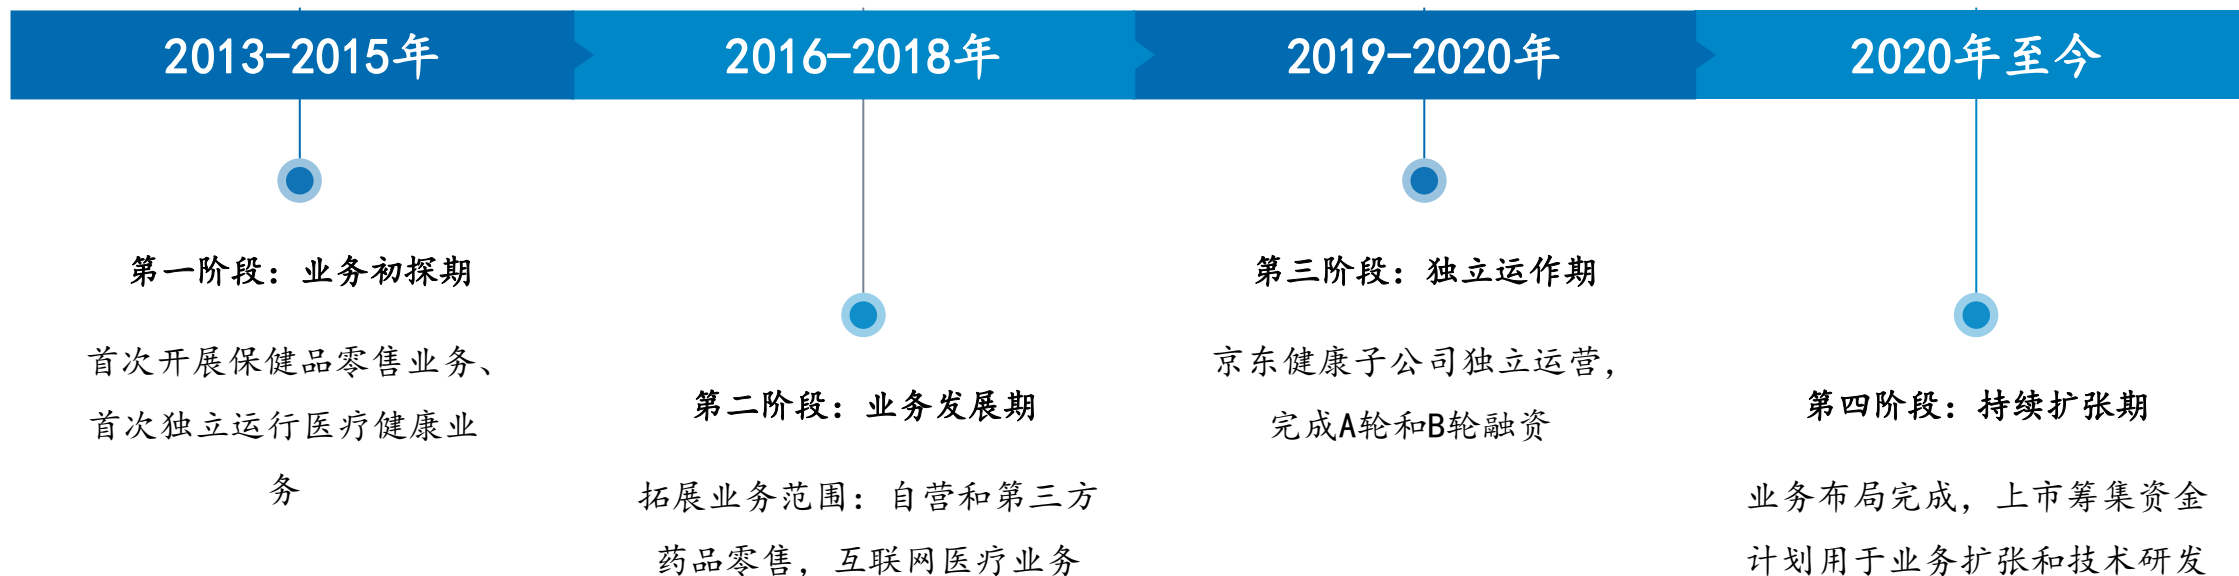 2013-2015年
2016-2018年
2019-2020年
2020年至今
第一阶段：业务初探期
首次开展保健品零售业务、
首次独立运行医疗健康业
务
第二阶段：业务发展期
拓展业务范围：自营和第三方
药品零售，互联网医疗业务
第三阶段：独立运作期
京东健康子公司独立运营，
完成A轮和B轮融资
第四阶段：持续扩张期
业务布局完成，上市筹集资金
计划用于业务扩张和技术研发